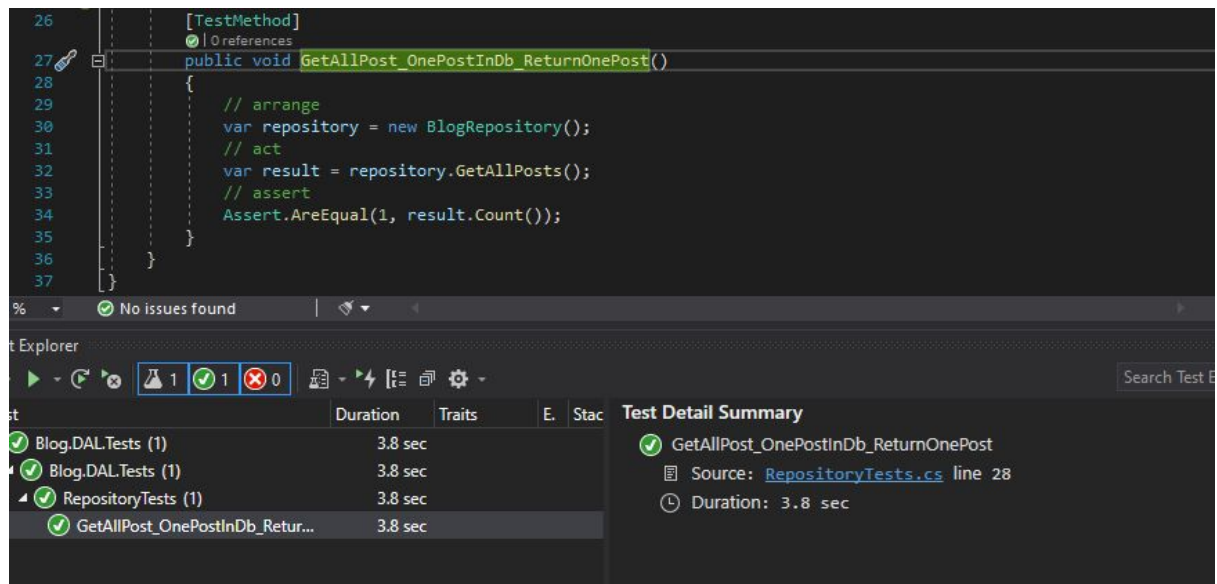 26 [TestMethod]
0 references
27 public void GetAllPost_OnePostInDb_ReturnOnePost()
28 {
29 // arrange
30 var repository = new BlogRepository();
31 // act
32 var result = repository.GetAllPosts();
33 // assert
34 Assert.AreEqual(1, result.Count());
35 }
36 }
37 }
% No issues found
t Explorer
1 1 0 Search Test E
st Duration Traits E. Stac
Blog.DAL.Tests (1) 3.8 sec
Blog.DAL.Tests (1) 3.8 sec
RepositoryTests (1) 3.8 sec
GetAllPost_OnePostInDb_Retur... 3.8 sec
Test Detail Summary
GetAllPost_OnePostInDb_ReturnOnePost
Source: RepositoryTests.cs line 28
Duration: 3.8 sec